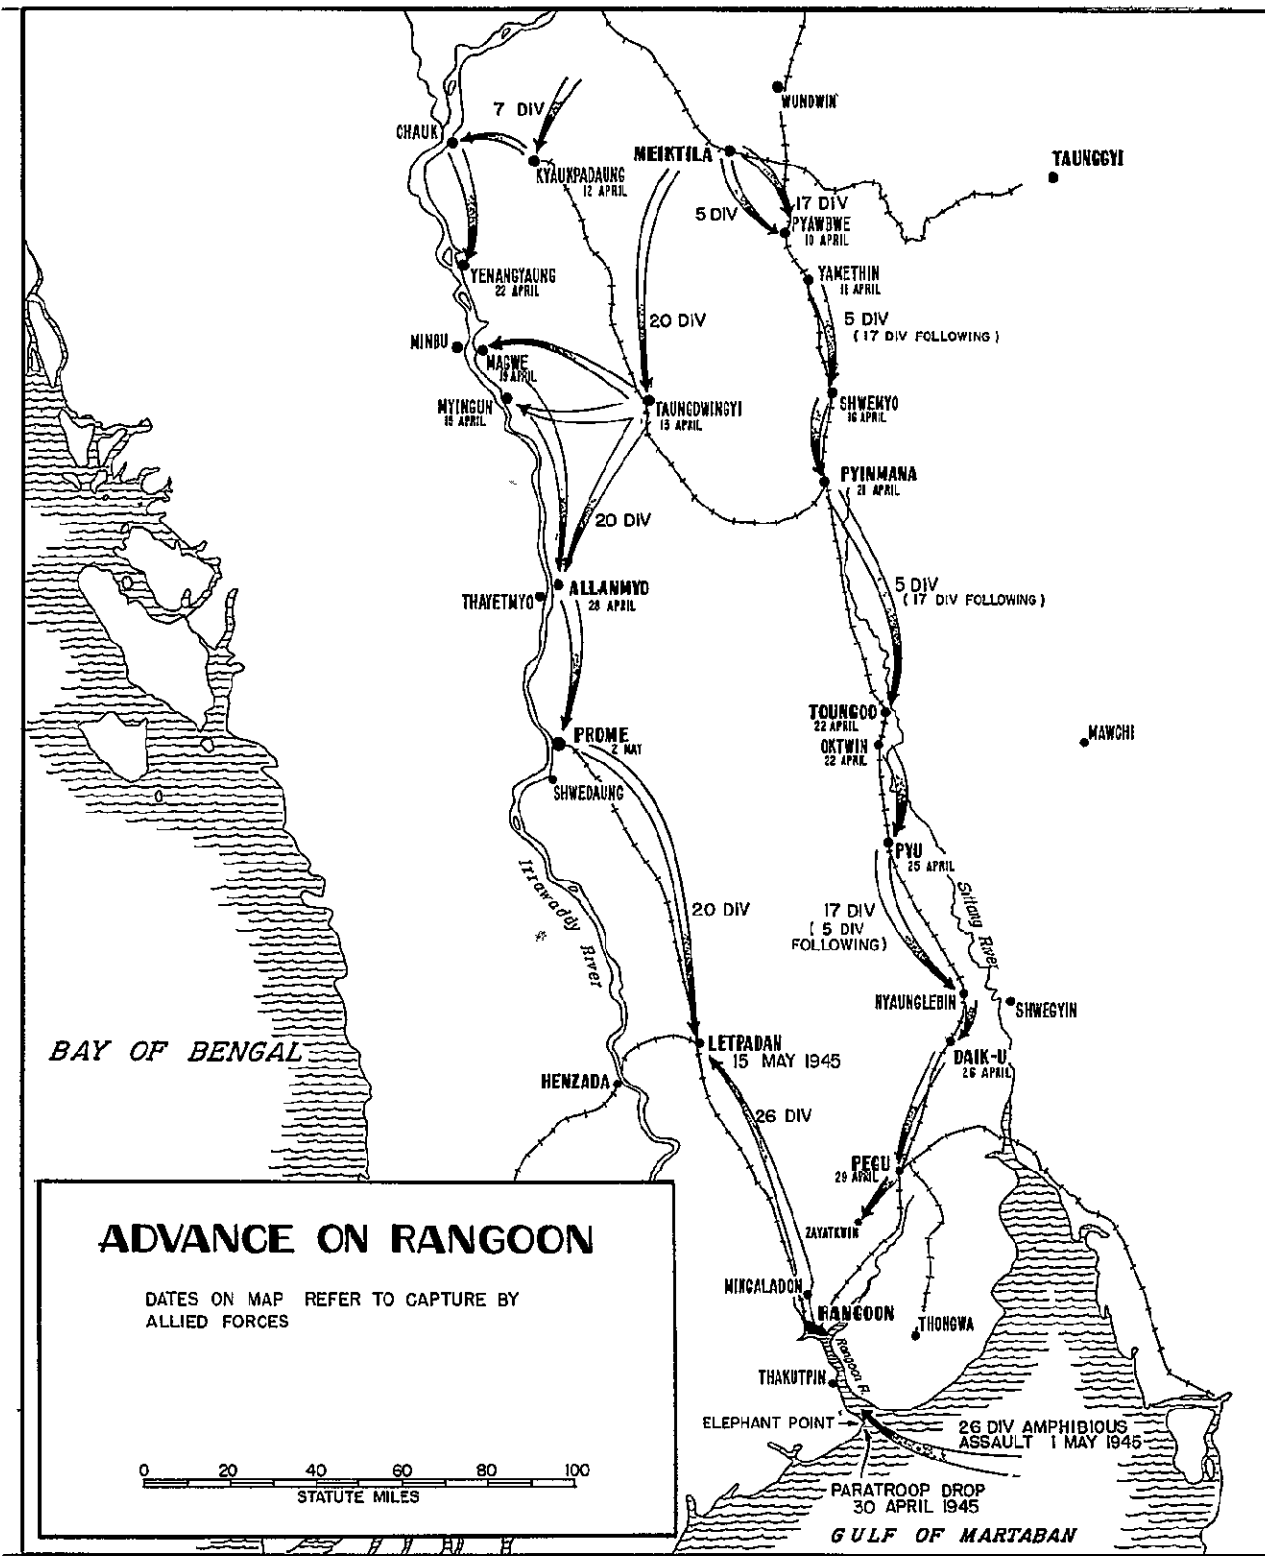 WUNDWIN
7 DIV
CHAUK
MEIKTILA
TAUNGGYI
KYAUKPADAUNG
12 APRIL
17 DIV
5 DIV
PYAWBWE
10 APRIL
YENANGYAUNG
22 APRIL
YAMETHIN
11 APRIL
20 DIV
5 DIV
( 17 DIV FOLLOWING )
MINBU
MAGWE
19 APRIL
MYINGUN
TAUNGDWINGYI
SHWEMYO
16 APRIL
PYINMANA
21 APRIL
20 DIV
5 DIV
( 17 DIV FOLLOWING )
THAYETMYO
ALLANMYO
28 APRIL
TOUNGOO
22 APRIL
PROME
2 MAY
OKTWIN
22 APRIL
MAWCHI
SHWEDAUNG
PYU
25 APRIL
Irrawaddy River
20 DIV
17 DIV
( 5 DIV
FOLLOWING)
Sittang River
NYAUNGLEBIN
SHWEGYIN
BAY OF BENGAL
LETPADAN
15 MAY 1945
DAIK-U
26 APRIL
HENZADA
26 DIV
PEGU
29 APRIL
ZAYATKWIN
ADVANCE ON RANGOON
DATES ON MAP REFER TO CAPTURE BY
ALLIED FORCES
MINGALADON
RANGOON
THONGWA
Rangoon R.
THAKUTPIN
ELEPHANT POINT
26 DIV AMPHIBIOUS
ASSAULT 1 MAY 1945
PARATROOP DROP
30 APRIL 1945
0 20 40 60 80 100
STATUTE MILES
GULF OF MARTABAN